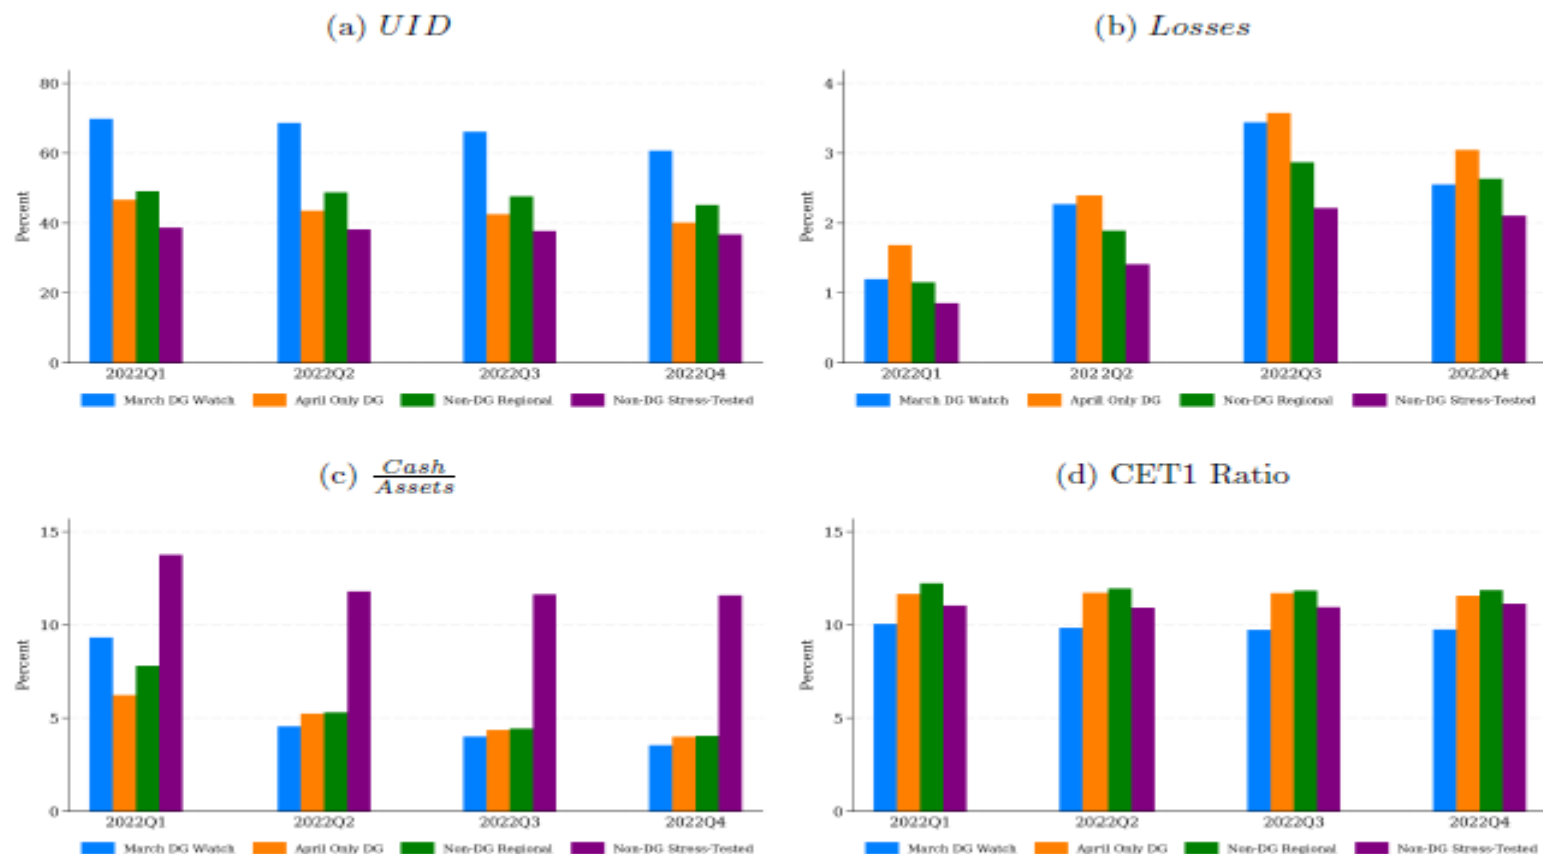 (a) UID
80
60
40
20
0
Percent
2022Q1 2022Q2 2022Q3 2022Q4
March DG Watch April Only DG Non-DG Regional Non-DG Stress-Tested
(b) Losses
4
3
2
1
0
Percent
2022Q1 2022Q2 2022Q3 2022Q4
March DG Watch April Only DG Non-DG Regional Non-DG Stress-Tested
(c) Cash
Assets
15
10
5
0
Percent
2022Q1 2022Q2 2022Q3 2022Q4
March DG Watch April Only DG Non-DG Regional Non-DG Stress-Tested
(d) CET1 Ratio
15
10
5
0
Percent
2022Q1 2022Q2 2022Q3 2022Q4
March DG Watch April Only DG Non-DG Regional Non-DG Stress-Tested